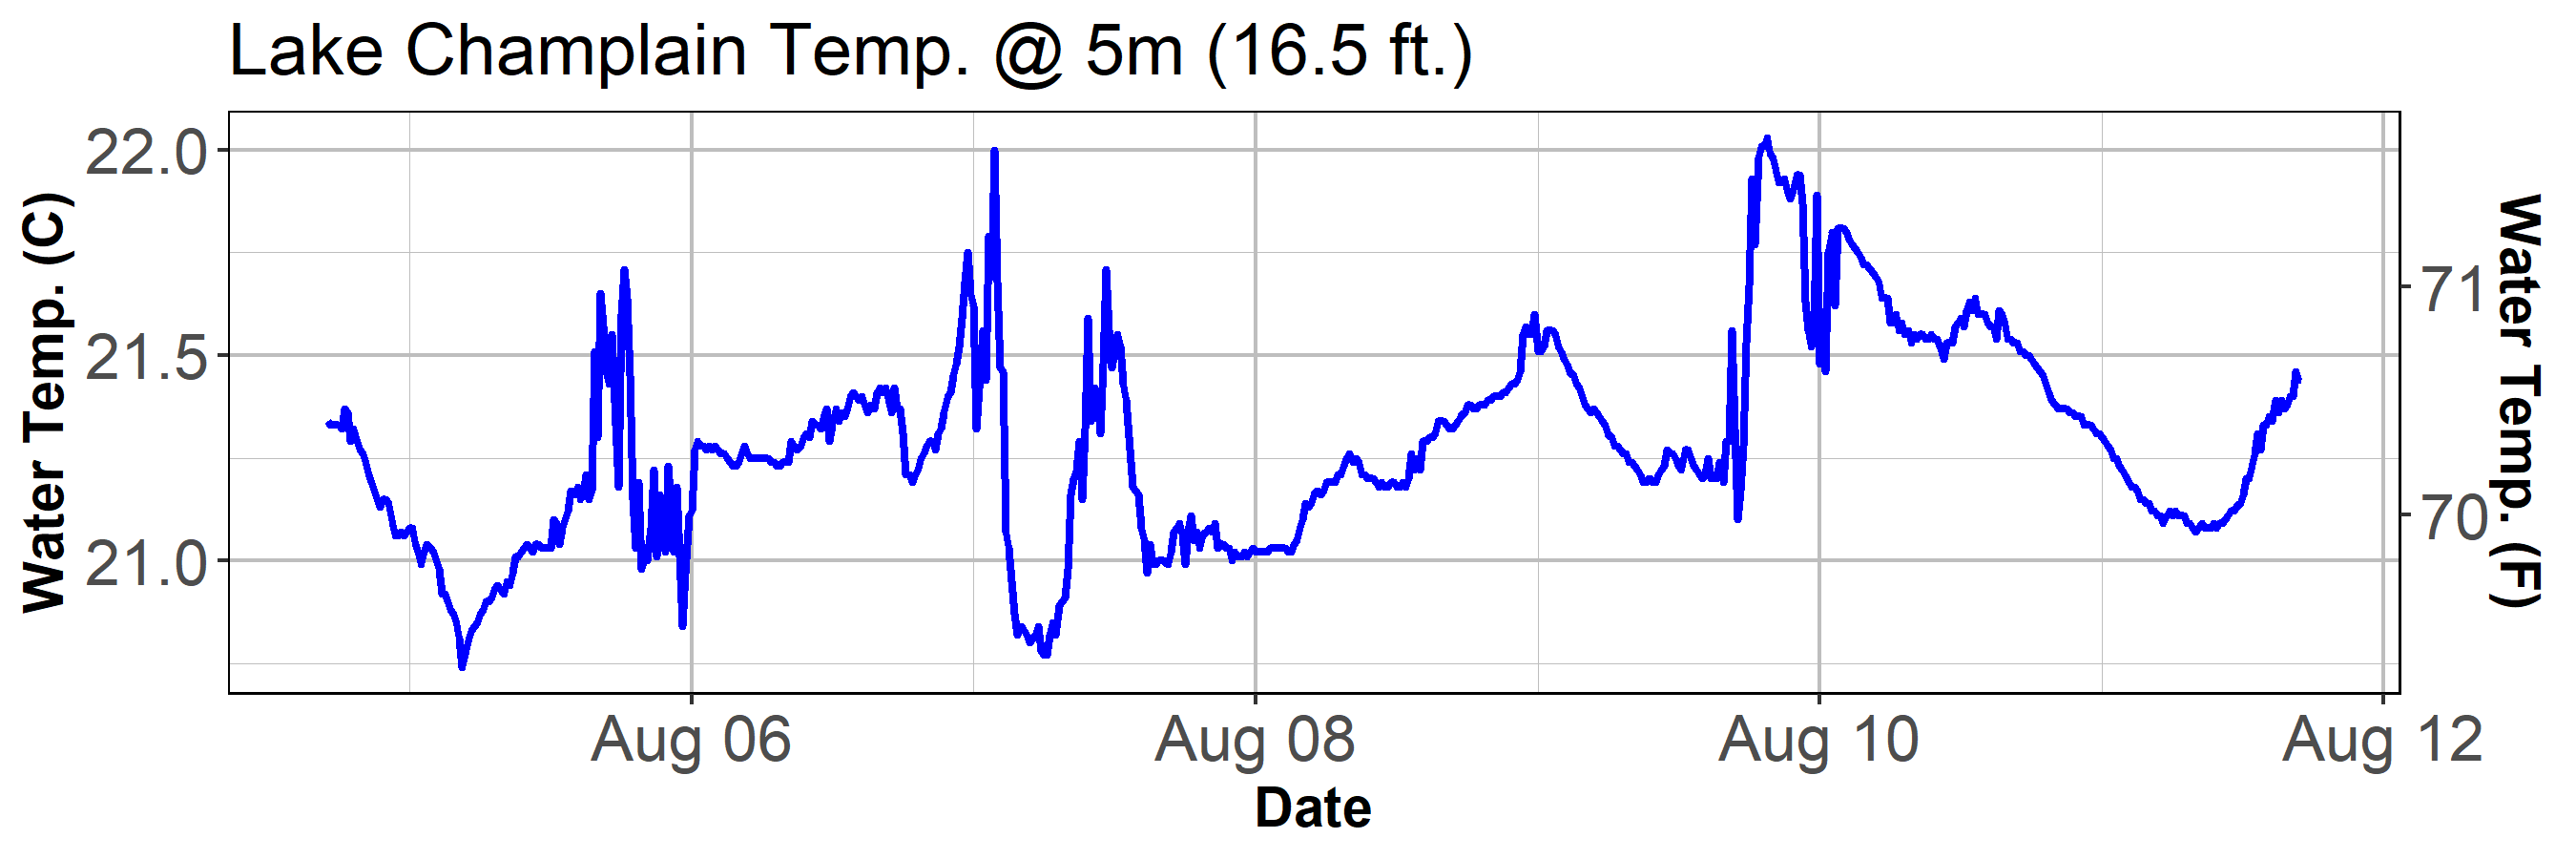 Lake Champlain Temp. @ 5m (16.5 ft.)
Water Temp. (C)
22.0
21.5
21.0
71
70
Water Temp. (F)
Aug 06
Aug 08
Aug 10
Aug 12
Date